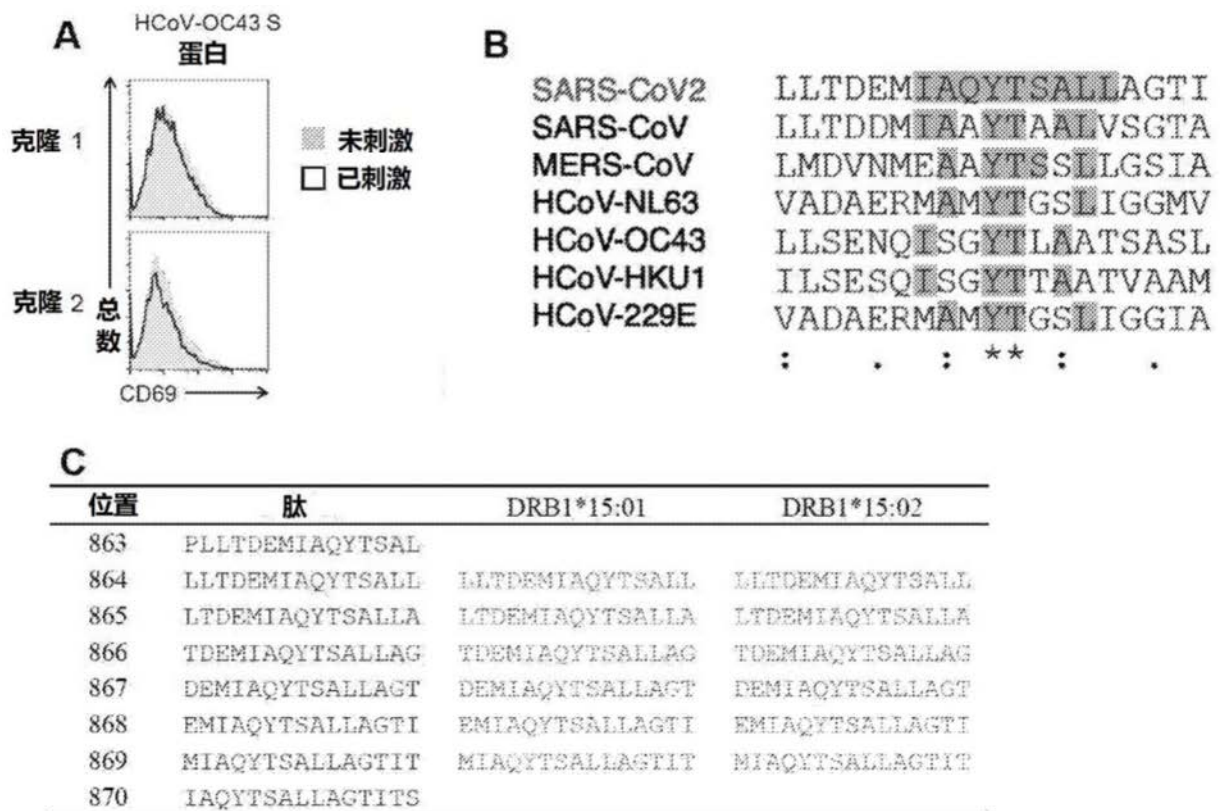 A
HCoV-OC43 S
蛋白
克隆 1
未刺激
已刺激
克隆 2
总数
CD69
B
SARS-CoV2 LLTDEMIAQYTSALLAGTI
SARS-CoV LLTDDMIAAYTAALVSGTA
MERS-CoV LMDVNMEAAYTSSLLGSIA
HCoV-NL63 VADAERMAMYTGSLIGGMV
HCoV-OC43 LLSENQISGYTLAATSASL
HCoV-HKU1 ILSESQISGYTTAATVAAM
HCoV-229E VADAERMAMYTGSLIGGIA
: . : ** : .
C
位置 肽 DRB1*15:01 DRB1*15:02
863 PLLTDEMIAQYTSAL
864 LLTDEMIAQYTSALL LLTDEMIAQYTSALL LLTDEMIAQYTSALL
865 LTDEMIAQYTSALLA LTDEMIAQYTSALLA LTDEMIAQYTSALLA
866 TDEMIAQYTSALLAG TDEMIAQYTSALLAG TDEMIAQYTSALLAG
867 DEMIAQYTSALLAGT DEMIAQYTSALLAGT DEMIAQYTSALLAGT
868 EMIAQYTSALLAGTI EMIAQYTSALLAGTI EMIAQYTSALLAGTI
869 MIAQYTSALLAGTIT MIAQYTSALLAGTIT MIAQYTSALLAGTIT
870 IAQYTSALLAGTITS